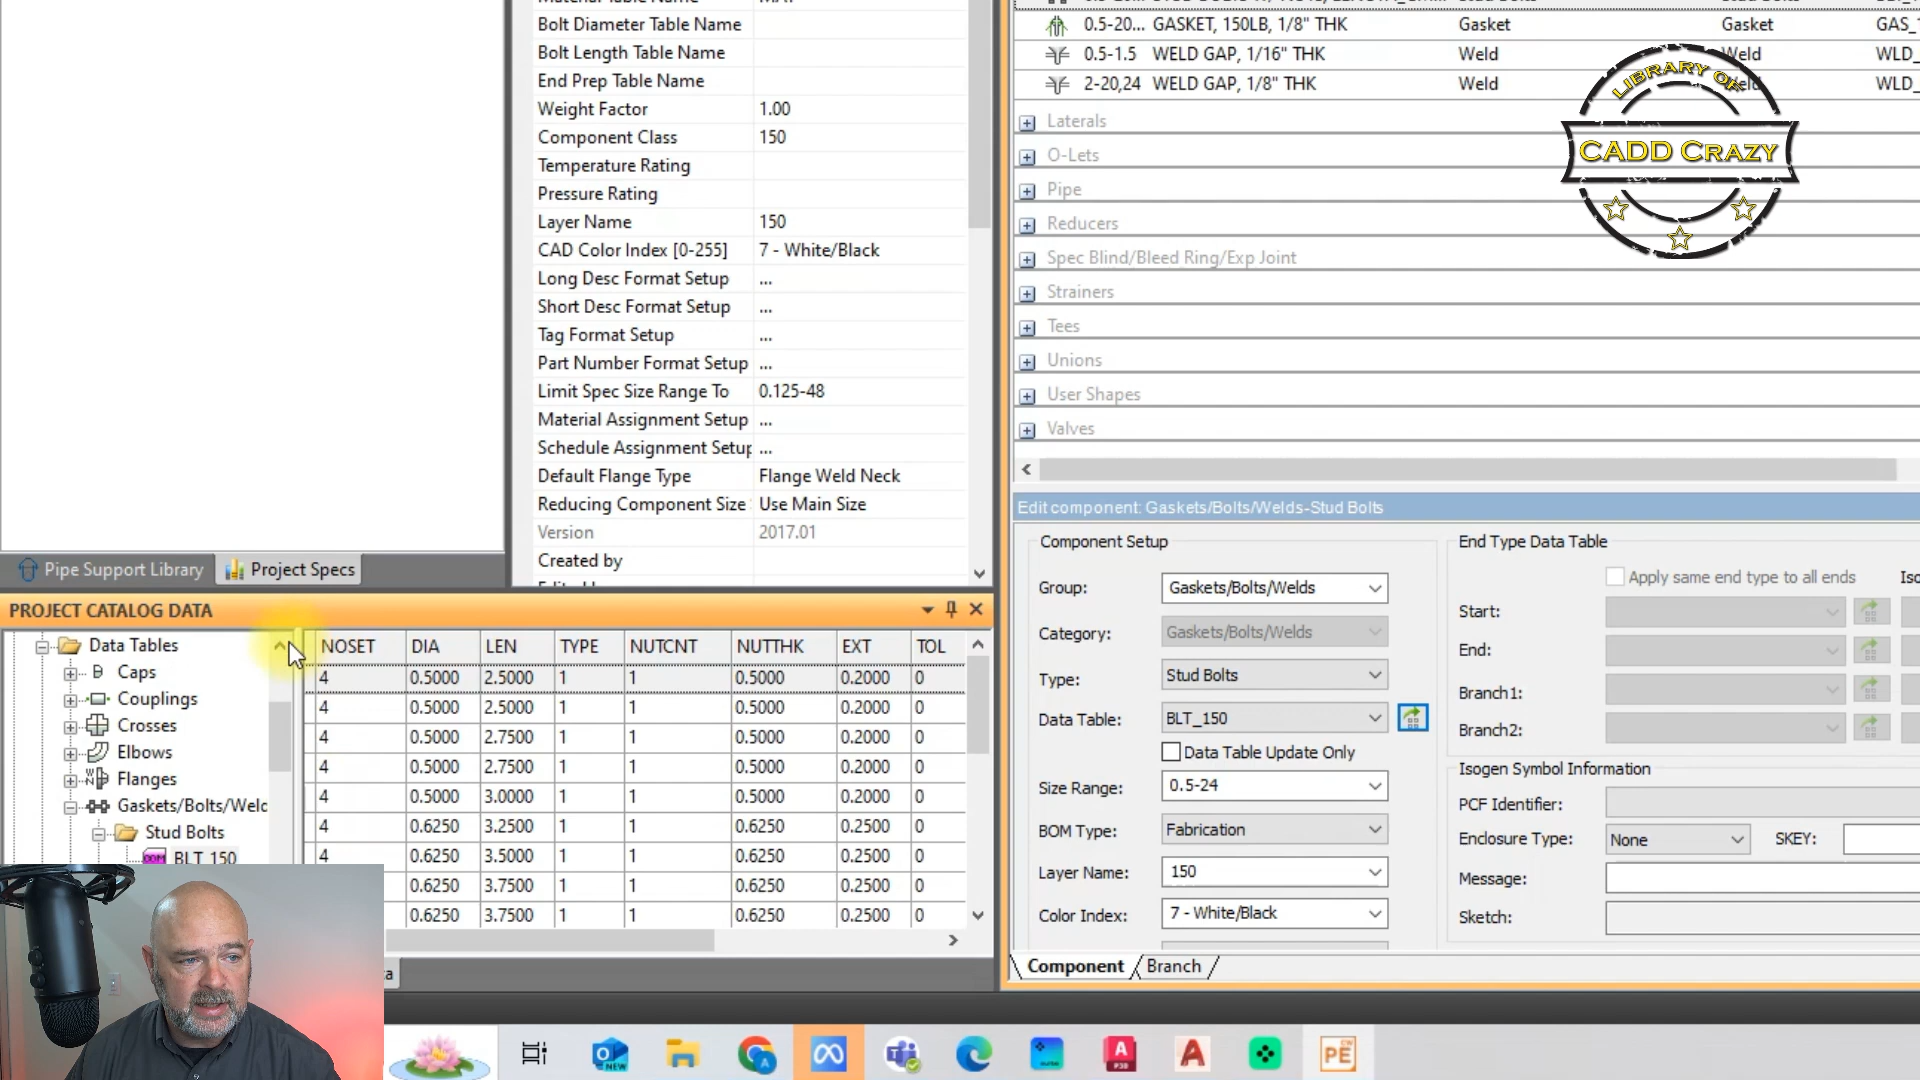 MAT
Bolt Diameter Table Name
Bolt Length Table Name
End Prep Table Name
Weight Factor 1.00
Component Class 150
Temperature Rating
Pressure Rating
Layer Name 150
CAD Color Index [0-255] 7 - White/Black
Long Desc Format Setup ...
Short Desc Format Setup ...
Tag Format Setup ...
Part Number Format Setup ...
Limit Spec Size Range To 0.125-48
Material Assignment Setup ...
Schedule Assignment Setup ...
Default Flange Type Flange Weld Neck
Reducing Component Size Use Main Size
Version 2017.01
Created by
0.5-20... GASKET, 150LB, 1/8" THK Gasket Gasket GAS_
0.5-1.5 WELD GAP, 1/16" THK Weld Weld WLD_
2-20,24 WELD GAP, 1/8" THK Weld Weld WLD_
Laterals
O-Lets
Pipe
Reducers
Spec Blind/Bleed Ring/Exp Joint
Strainers
Tees
Unions
User Shapes
Valves
LIBRARY OF
CADD CRAZY
Pipe Support Library Project Specs
PROJECT CATALOG DATA
Data Tables
Caps
Couplings
Crosses
Elbows
Flanges
Gaskets/Bolts/Weld
Stud Bolts
BLT_150
NOSET DIA LEN TYPE NUTCNT NUTTHK EXT TOL
4 0.5000 2.5000 1 1 0.5000 0.2000 0
4 0.5000 2.5000 1 1 0.5000 0.2000 0
4 0.5000 2.7500 1 1 0.5000 0.2000 0
4 0.5000 2.7500 1 1 0.5000 0.2000 0
4 0.5000 3.0000 1 1 0.5000 0.2000 0
4 0.6250 3.2500 1 1 0.6250 0.2500 0
4 0.6250 3.5000 1 1 0.6250 0.2500 0
0.6250 3.7500 1 1 0.6250 0.2500 0
0.6250 3.7500 1 1 0.6250 0.2500 0
Edit component: Gaskets/Bolts/Welds-Stud Bolts
Component Setup
Group: Gaskets/Bolts/Welds
Category: Gaskets/Bolts/Welds
Type: Stud Bolts
Data Table: BLT_150
Data Table Update Only
Size Range: 0.5-24
BOM Type: Fabrication
Layer Name: 150
Color Index: 7 - White/Black
End Type Data Table
Apply same end type to all ends Iso
Start:
End:
Branch1:
Branch2:
Isogen Symbol Information
PCF Identifier:
Enclosure Type: None SKEY:
Message:
Sketch:
Component Branch
NEW
A
P3D
A
CW
PE